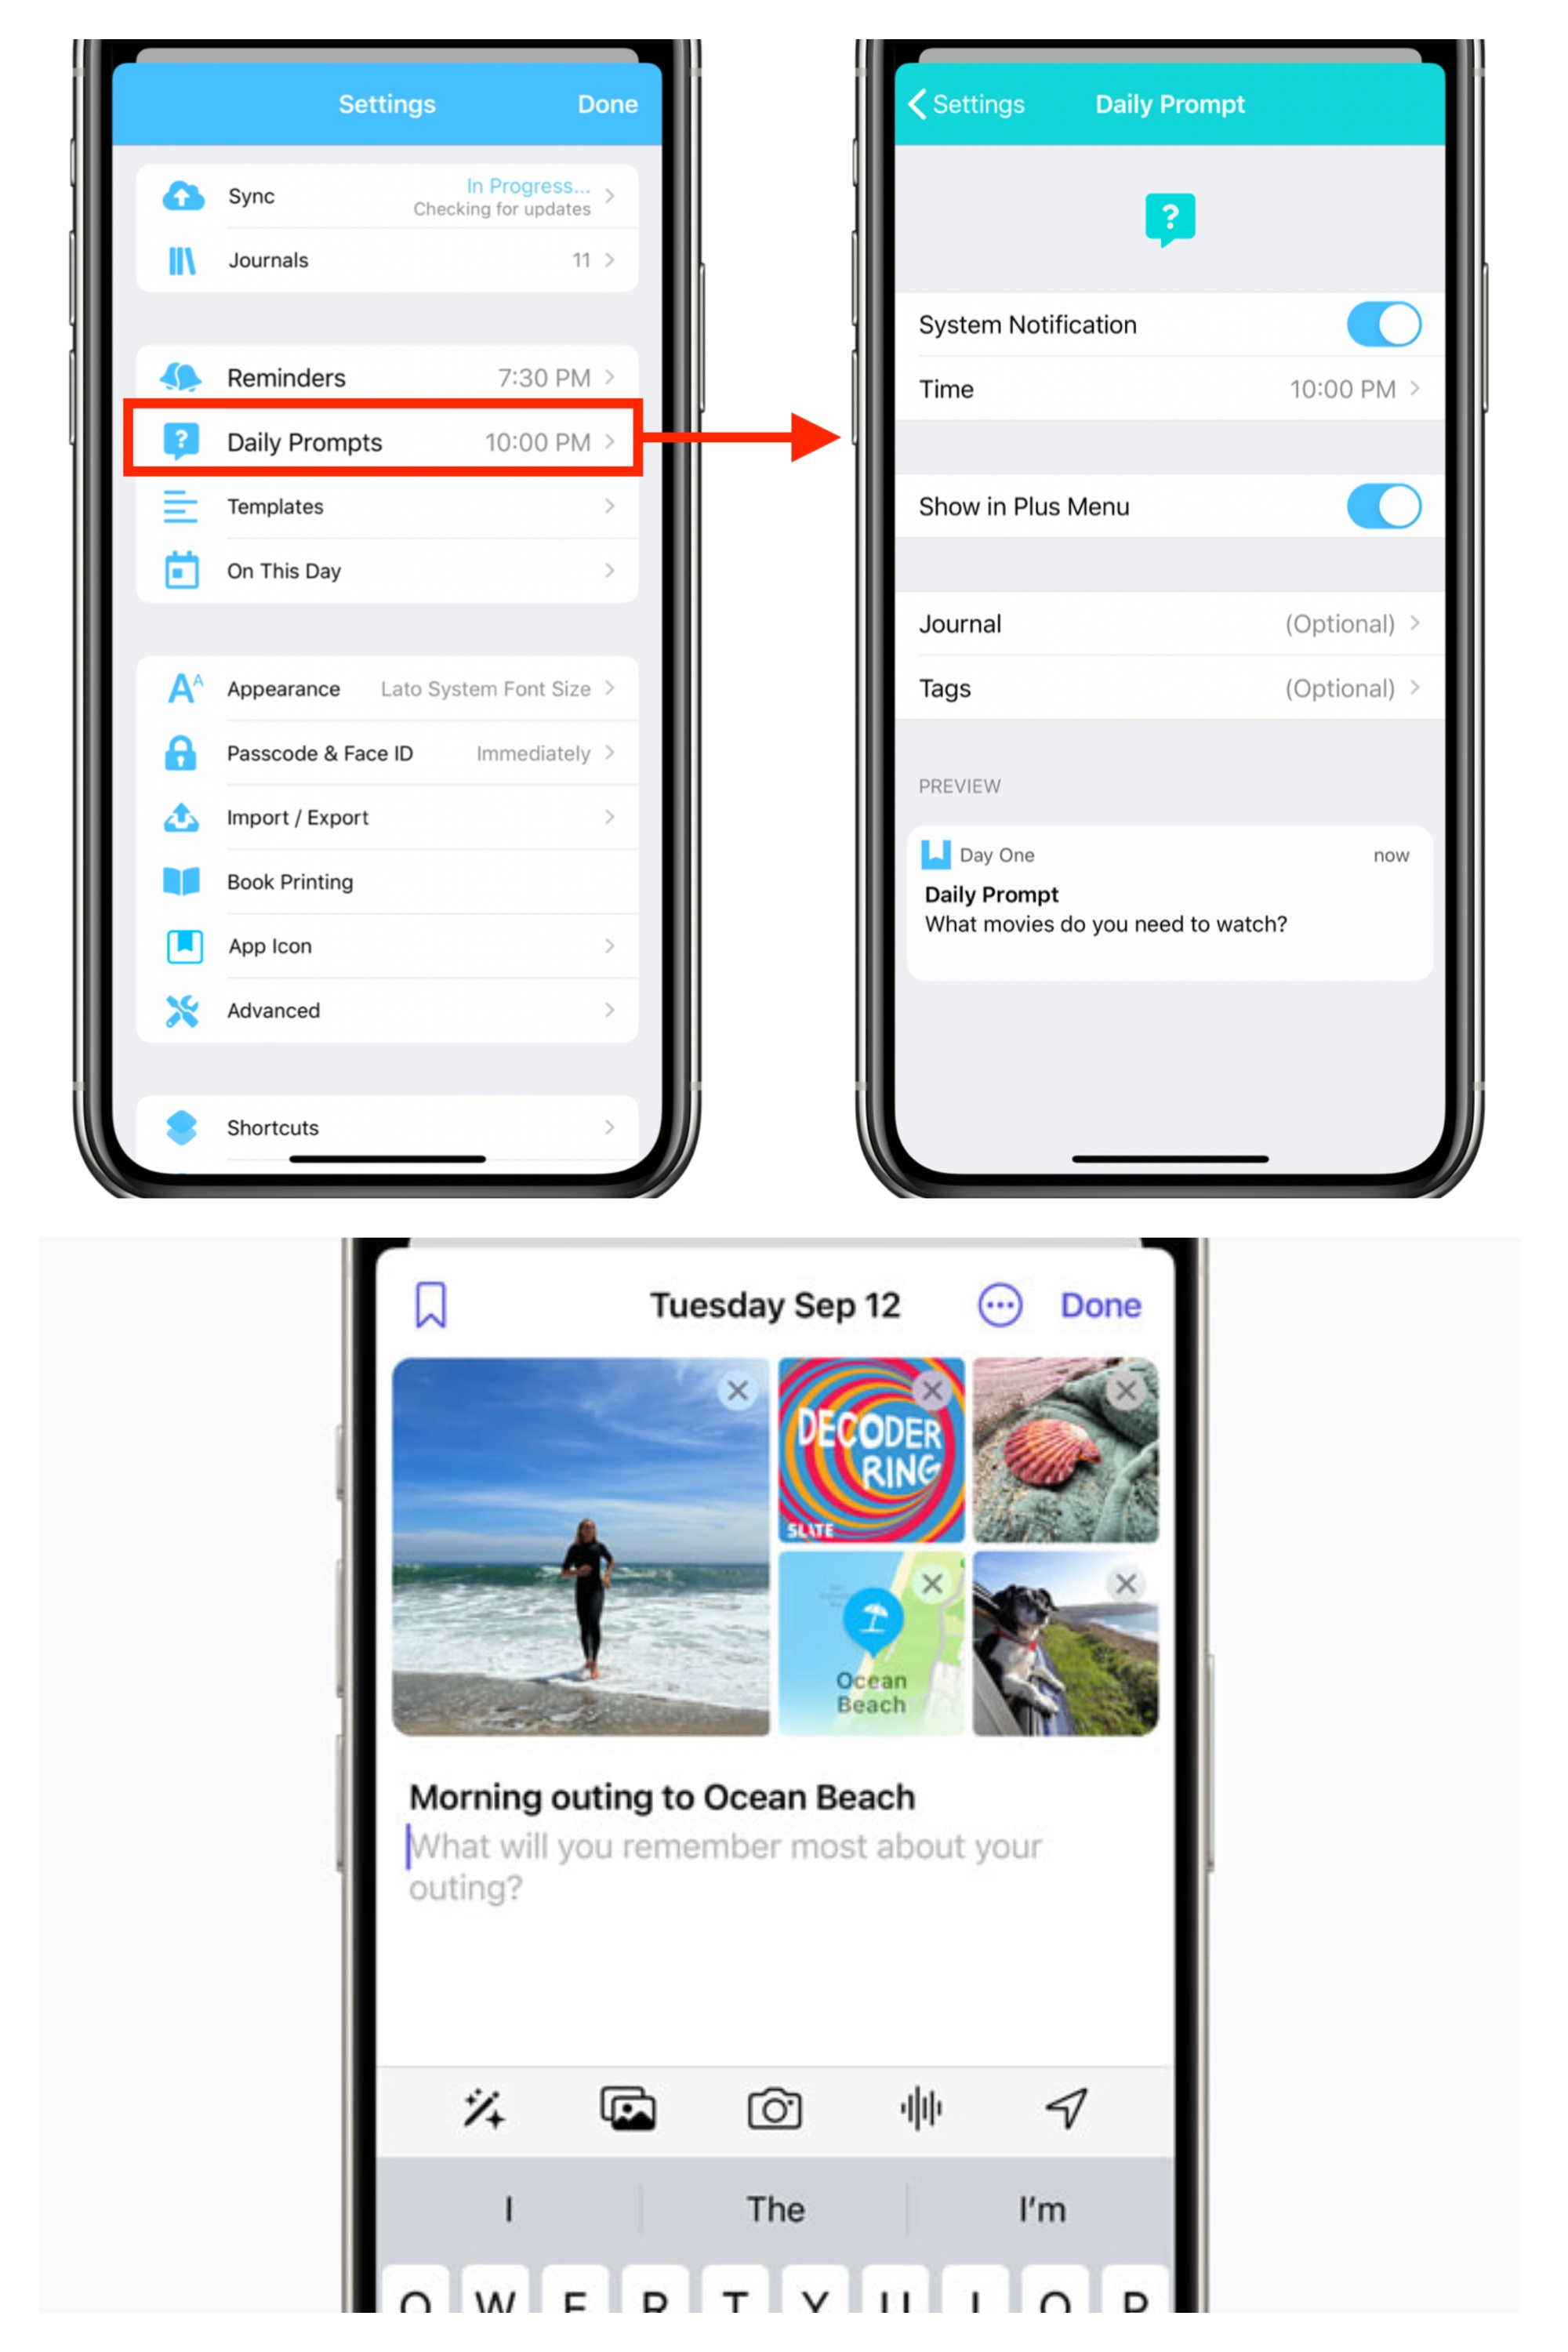 Settings
Done
Sync
In Progress...
Checking for updates
Journals
11
Reminders
7:30 PM
Daily Prompts
10:00 PM
Templates
On This Day
Appearance
Lato System Font Size
Passcode & Face ID
Immediately
Import / Export
Book Printing
App Icon
Advanced
Shortcuts
Settings
Daily Prompt
System Notification
Time
10:00 PM
Show in Plus Menu
Journal
(Optional)
Tags
(Optional)
PREVIEW
Day One
now
Daily Prompt
What movies do you need to watch?
Tuesday Sep 12
Done
DECODER
RING
SLATE
Ocean
Beach
Morning outing to Ocean Beach
What will you remember most about your
outing?
I
The
I'm
Q W E R T Y U I O P